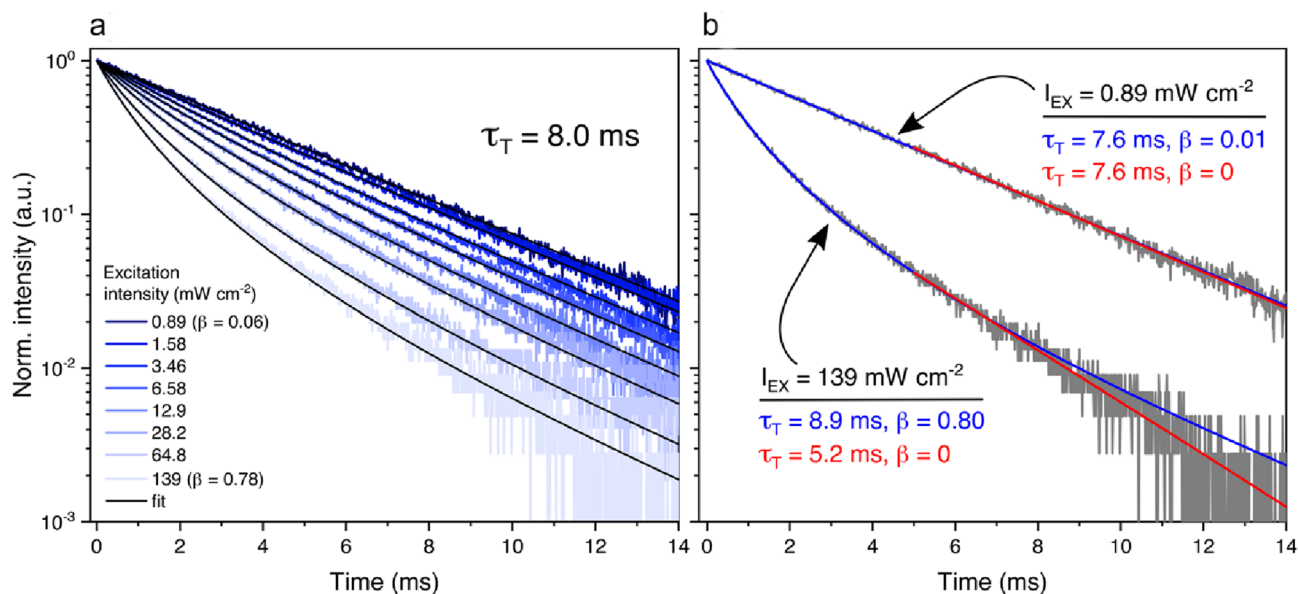 a
10⁰
10⁻¹
10⁻²
10⁻³
Norm. intensity (a.u.)
τT = 8.0 ms
Excitation
intensity (mW cm⁻²)
0.89 (β = 0.06)
1.58
3.46
6.58
12.9
28.2
64.8
139 (β = 0.78)
fit
0 2 4 6 8 10 12 14
Time (ms)
b
IEX = 0.89 mW cm⁻²
τT = 7.6 ms, β = 0.01
τT = 7.6 ms, β = 0
IEX = 139 mW cm⁻²
τT = 8.9 ms, β = 0.80
τT = 5.2 ms, β = 0
0 2 4 6 8 10 12 14
Time (ms)